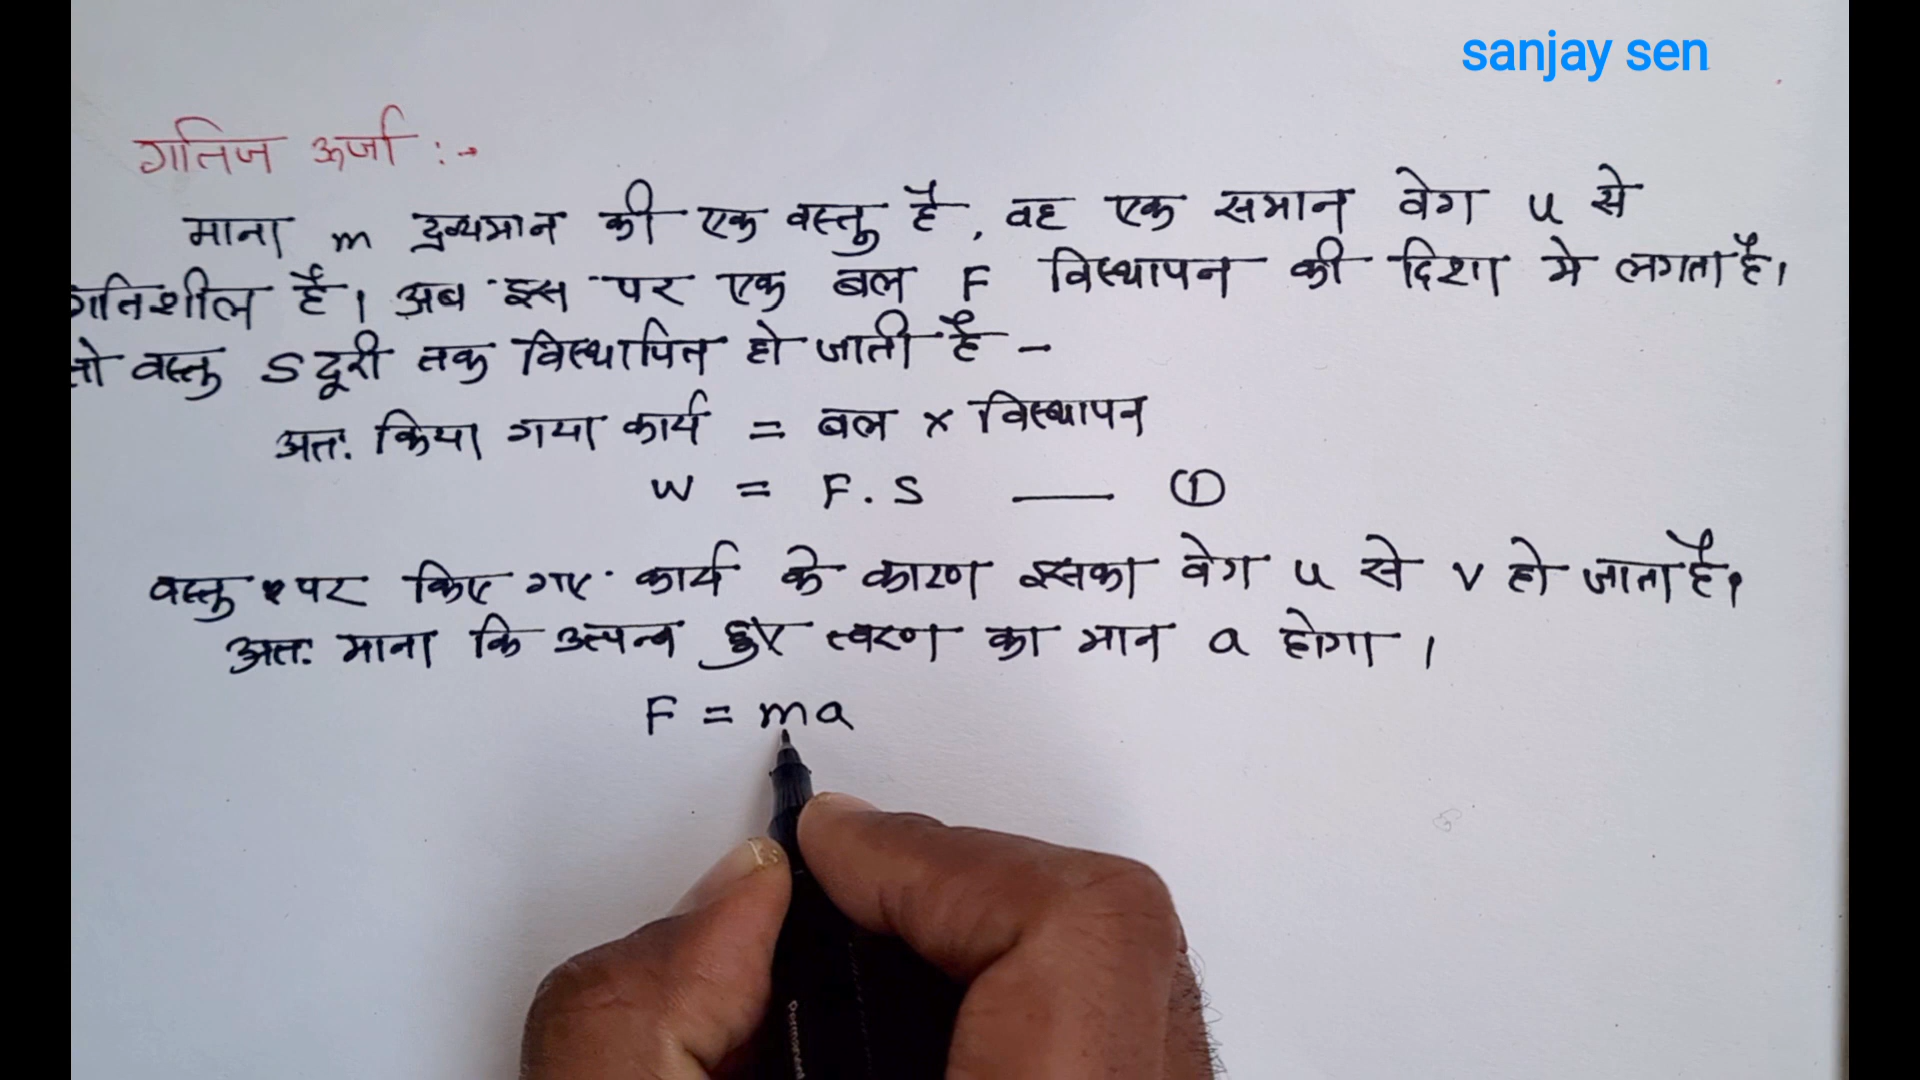 sanjay sen
गतिज ऊर्जा :→
माना m द्रव्यमान की एक वस्तु है, वह एक समान वेग u से
गतिशील है। अब इस पर एक बल F विस्थापन की दिशा मे लगता है।
तो वस्तु S दूरी तक विस्थापित हो जाती है –
अतः किया गया कार्य = बल × विस्थापन
W = F.S —— ①
वस्तु पर किए गए कार्य के कारण इसका वेग u से v हो जाता है।
अतः माना कि उत्पन्न हुए त्वरण का मान a होगा।
F = ma